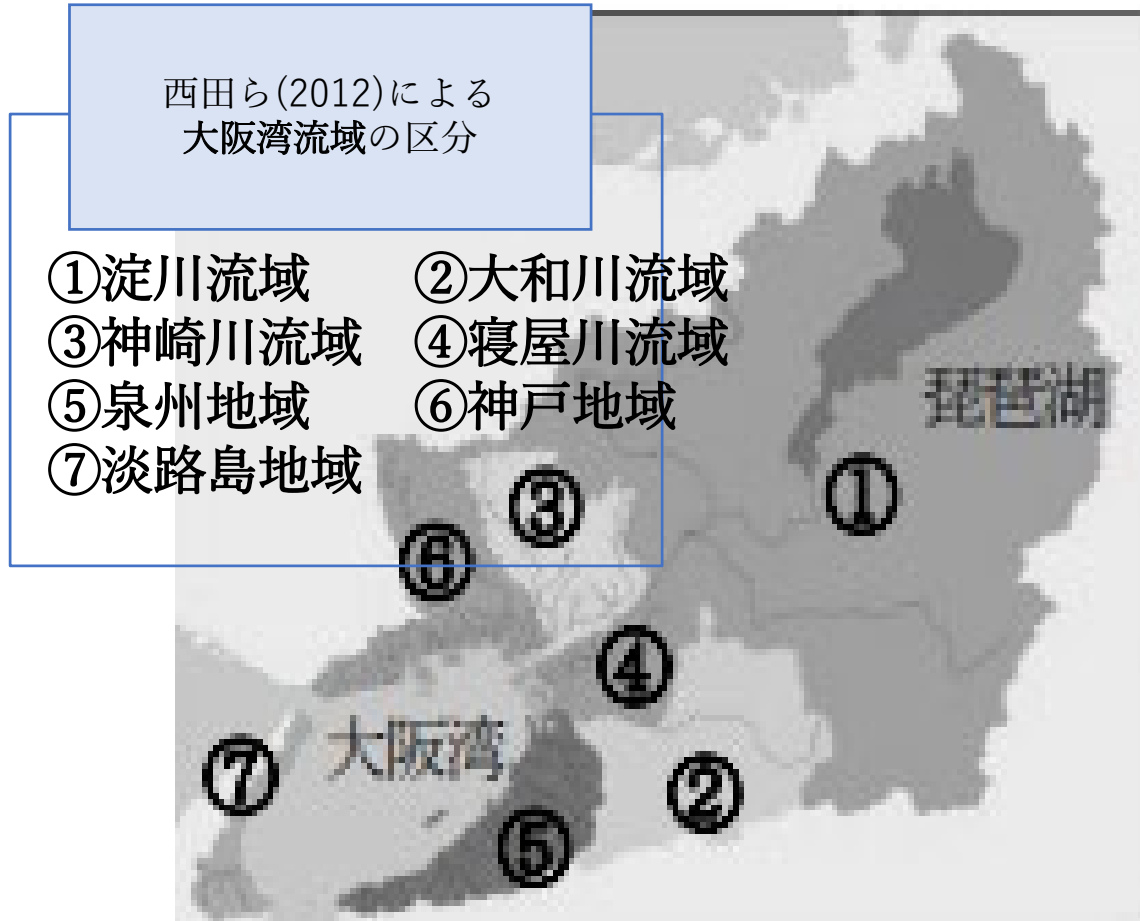 西田ら(2012)による
大阪湾流域の区分
①淀川流域 ②大和川流域
③神崎川流域 ④寝屋川流域
⑤泉州地域 ⑥神戸地域
⑦淡路島地域
琵琶湖
①
③
⑥
④
大阪湾
⑦
②
⑤